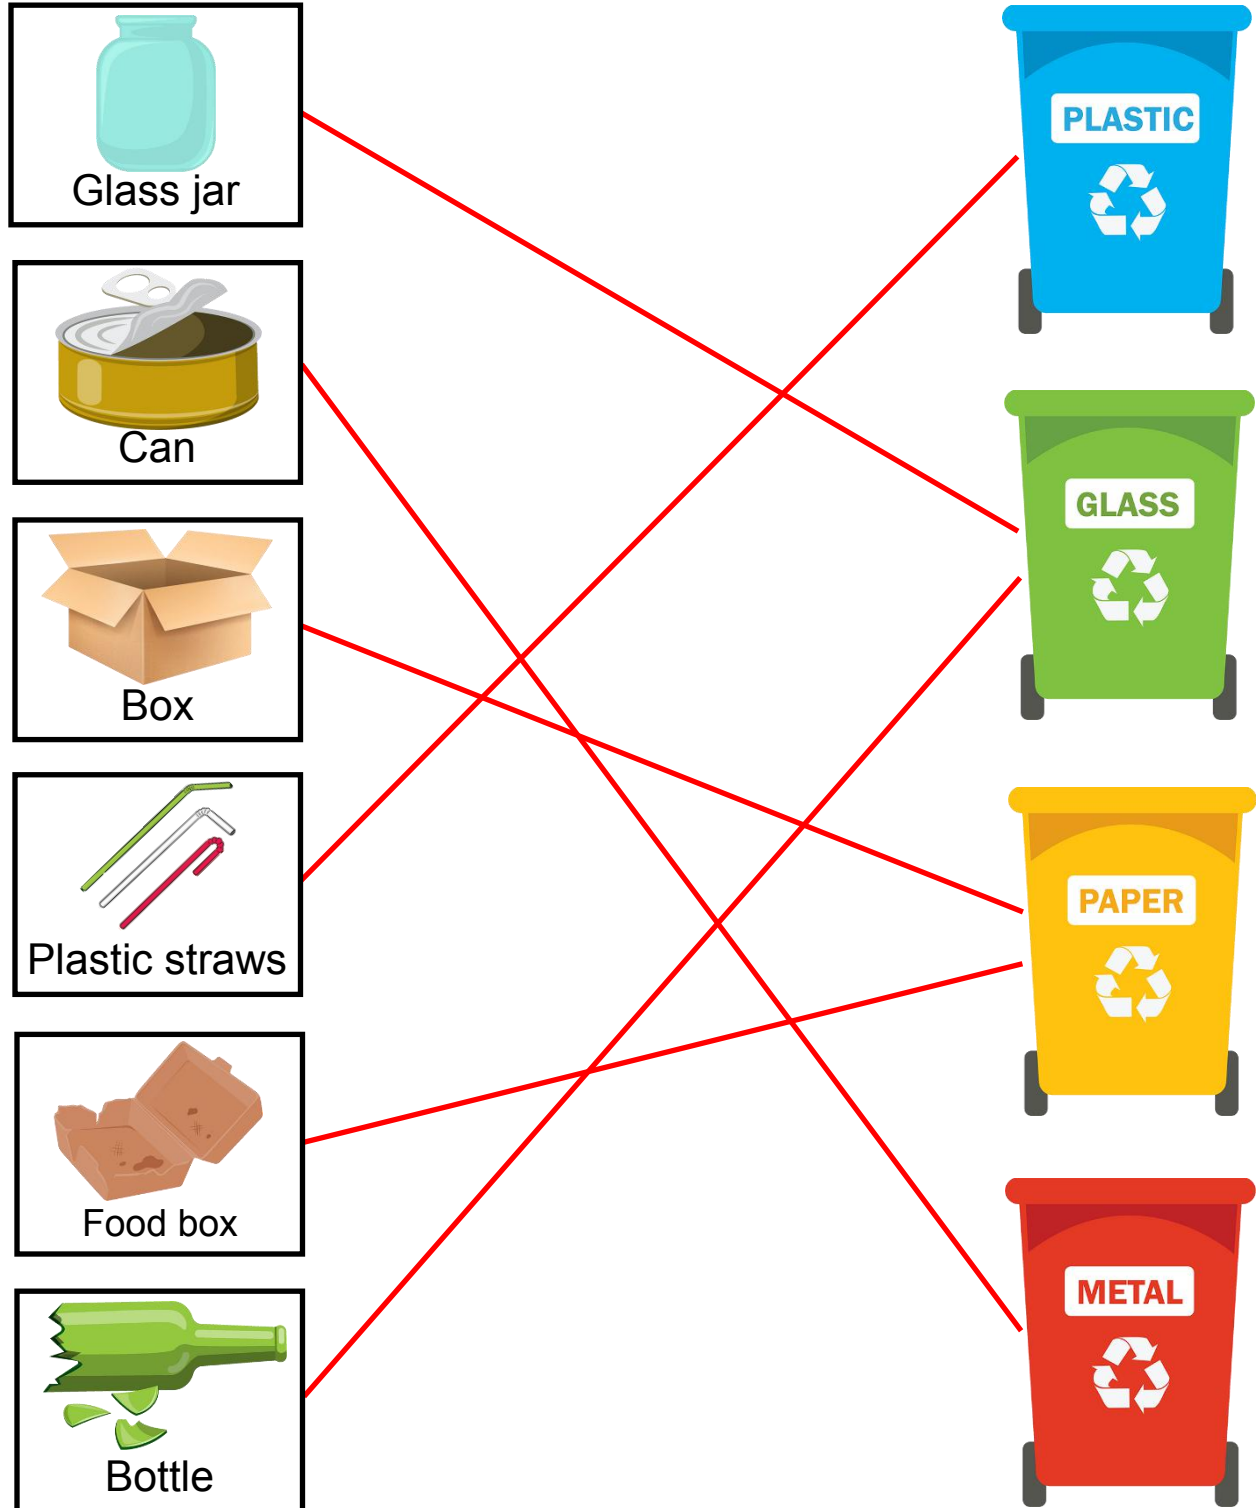 Glass jar
Can
Box
Plastic straws
Food box
Bottle
PLASTIC
GLASS
PAPER
METAL